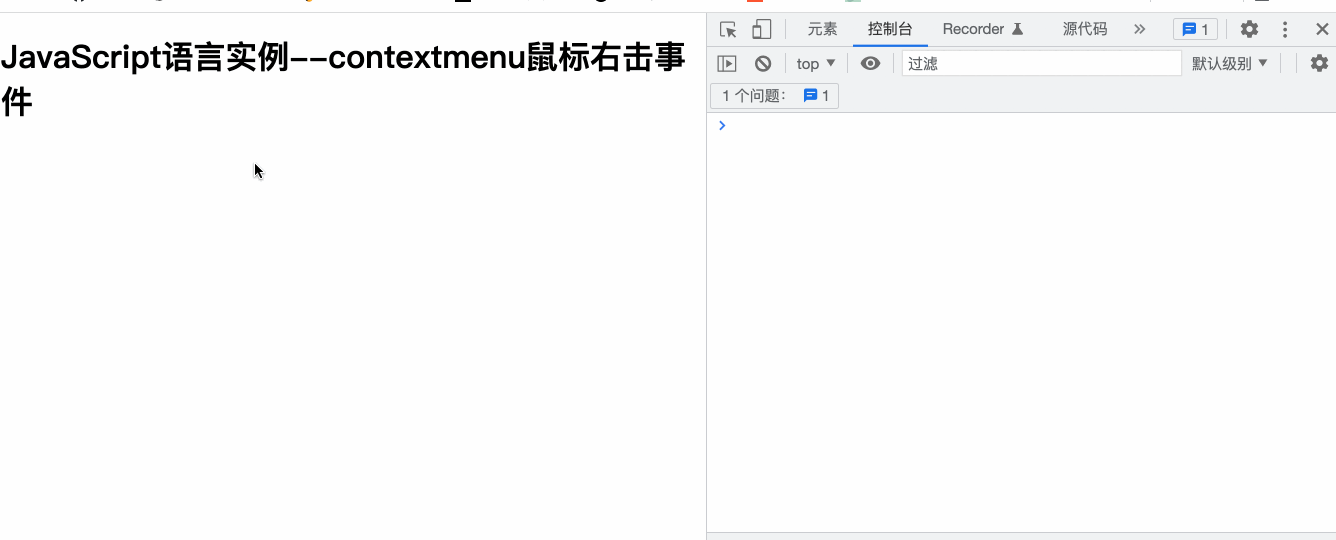 JavaScript语言实例--contextmenu鼠标右击事
件
元素 控制台 Recorder 源代码 1
top 过滤 默认级别
1 个问题： 1